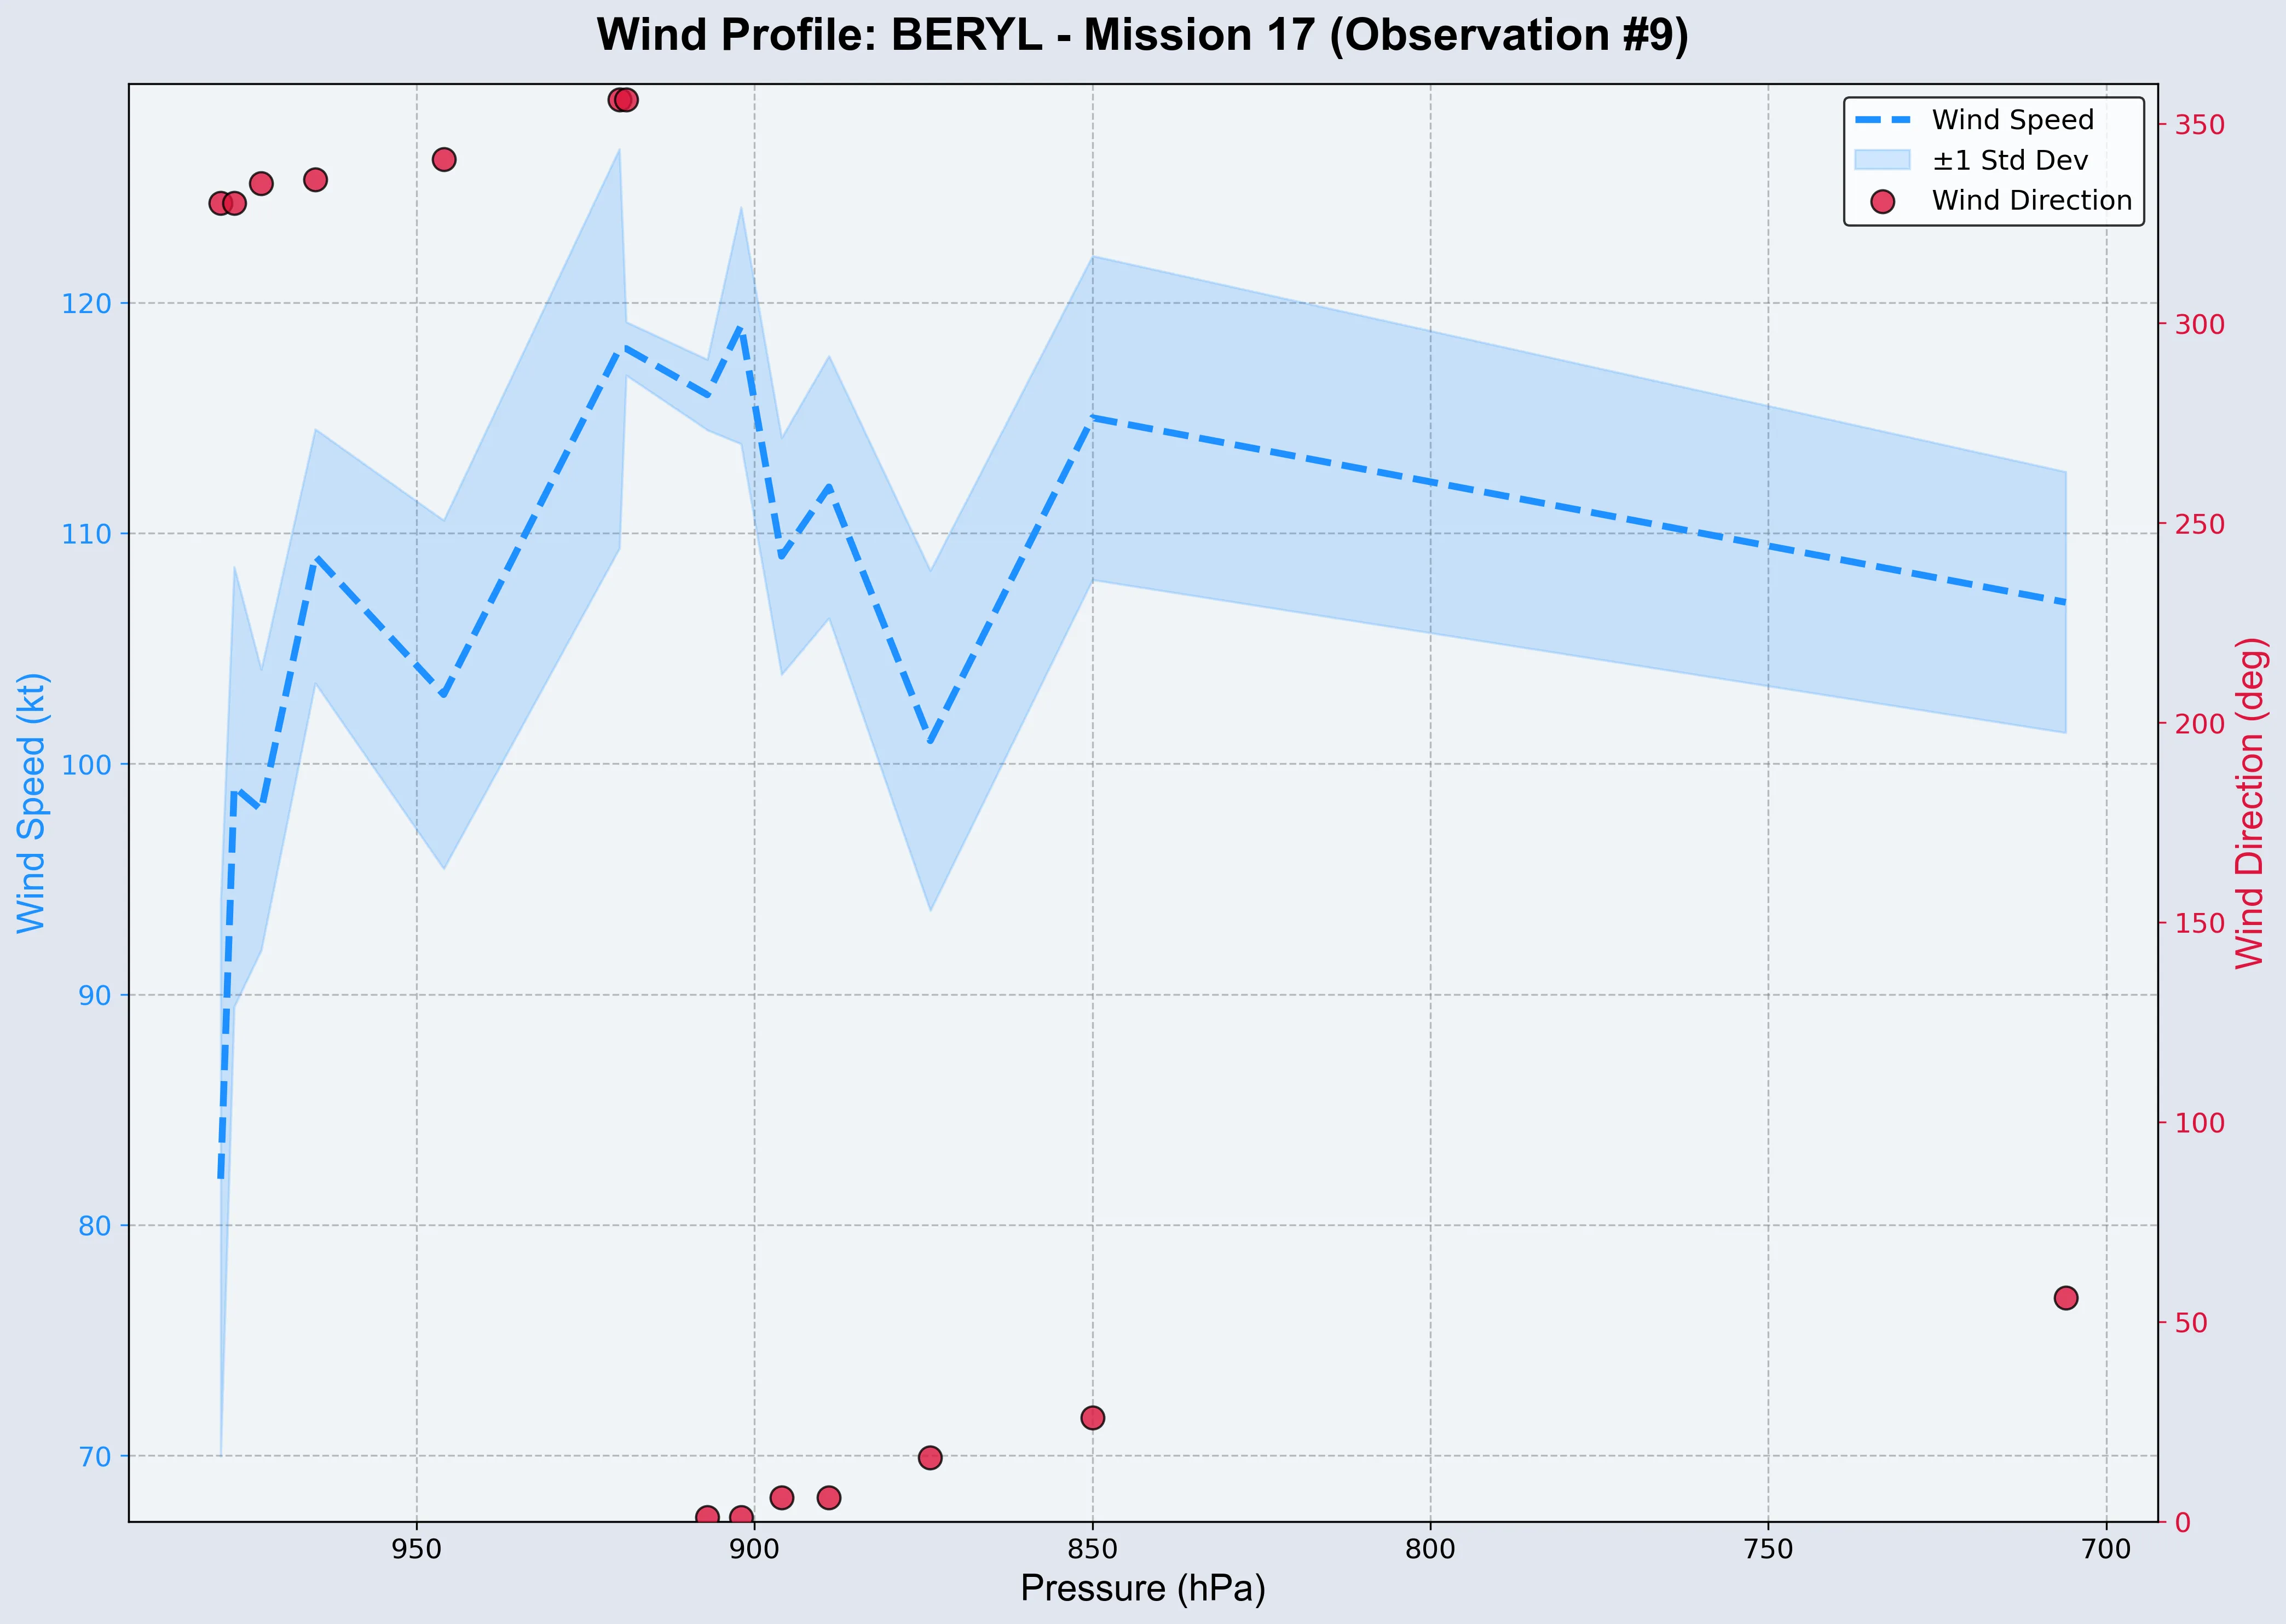 Wind Profile: BERYL - Mission 17 (Observation #9)
Wind Speed
±1 Std Dev
Wind Direction
Wind Speed (kt)
120
110
100
90
80
70
350
300
250
200
150
100
50
0
Wind Direction (deg)
950
900
850
800
750
700
Pressure (hPa)